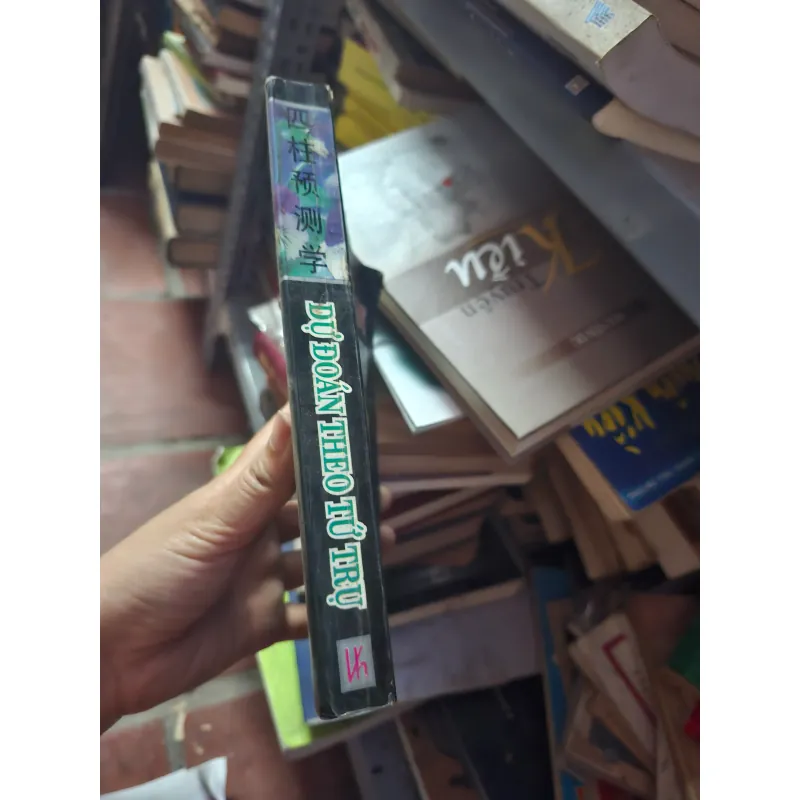 四柱预测学
DỰ ĐOÁN THEO TỨ TRỤ
Truyện
Kiều